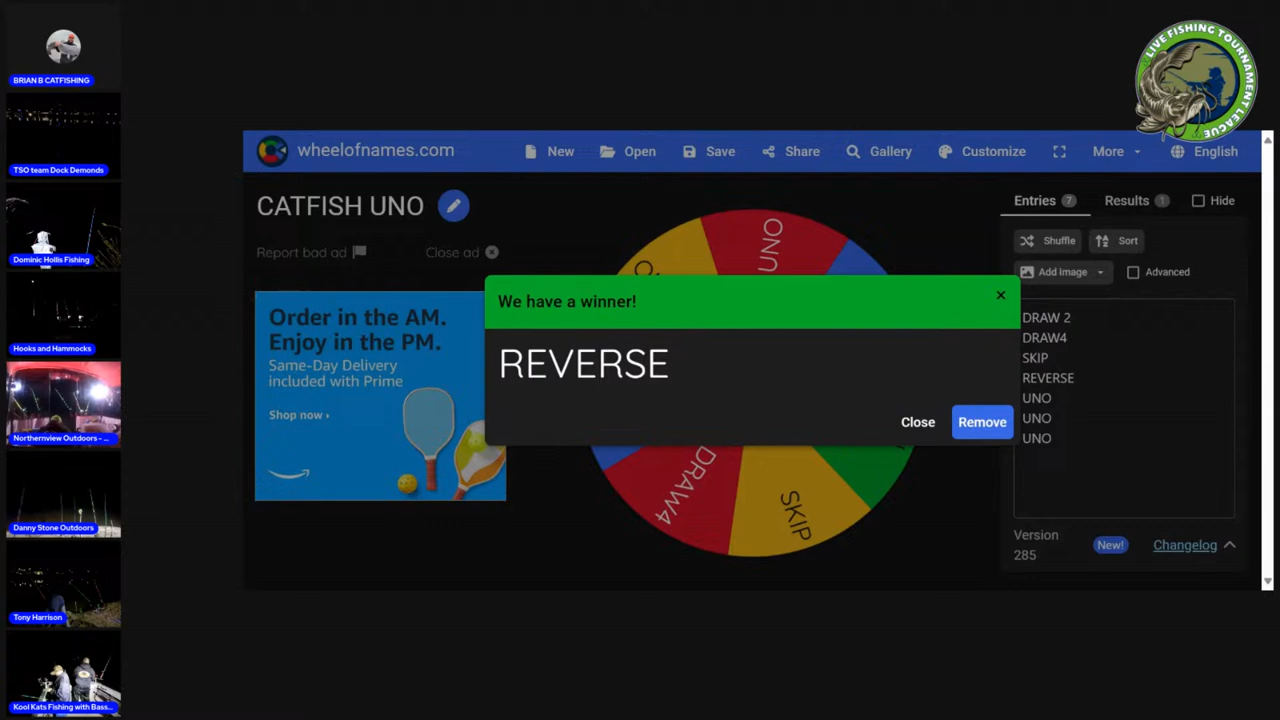 BRIAN B CATFISHING
TSO team Dock Demonds
Dominic Hollis Fishing
Hooks and Hammocks
Northernview Outdoors - ...
Danny Stone Outdoors
Tony Harrison
Kool Kats Fishing with Bass...
LIVE FISHING TOURNAMENT LEAGUE
wheelofnames.com
New
Open
Save
Share
Gallery
Customize
More
English
CATFISH UNO
Report bad ad
Close ad
Order in the AM.
Enjoy in the PM.
Same-Day Delivery
included with Prime
Shop now ›
UNO
DRAW4
SKIP
We have a winner!
×
REVERSE
Close
Remove
Entries 7
Results 1
Hide
Shuffle
Sort
Add image
Advanced
DRAW 2
DRAW4
SKIP
REVERSE
UNO
UNO
UNO
Version
285
New!
Changelog